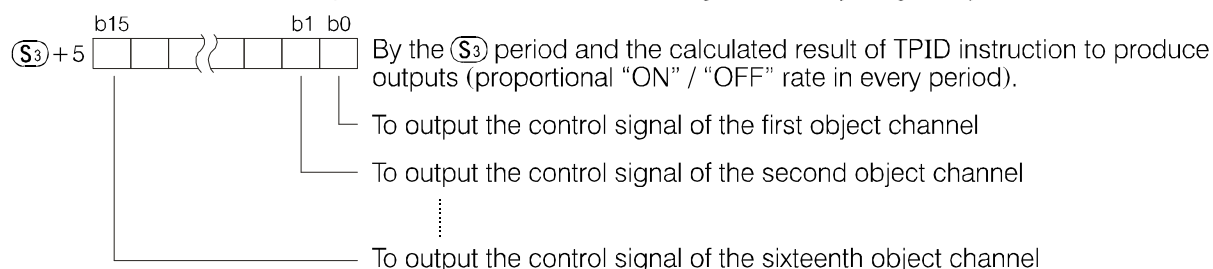 b15 b1 b0
S3+5 By the S3 period and the calculated result of TPID instruction to produce
outputs (proportional “ON” / “OFF” rate in every period).
To output the control signal of the first object channel
To output the control signal of the second object channel
To output the control signal of the sixteenth object channel